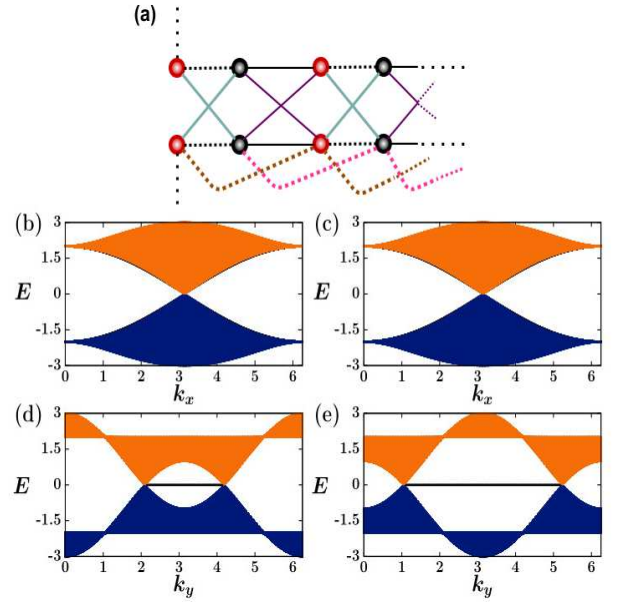 (a)
(b) (c)
3 3
1.5 1.5
E 0 E 0
-1.5 -1.5
-3 -3
0 1 2 3 4 5 6 0 1 2 3 4 5 6
k_x k_x
(d) (e)
3 3
1.5 1.5
E 0 E 0
-1.5 -1.5
-3 -3
0 1 2 3 4 5 6 0 1 2 3 4 5 6
k_y k_y